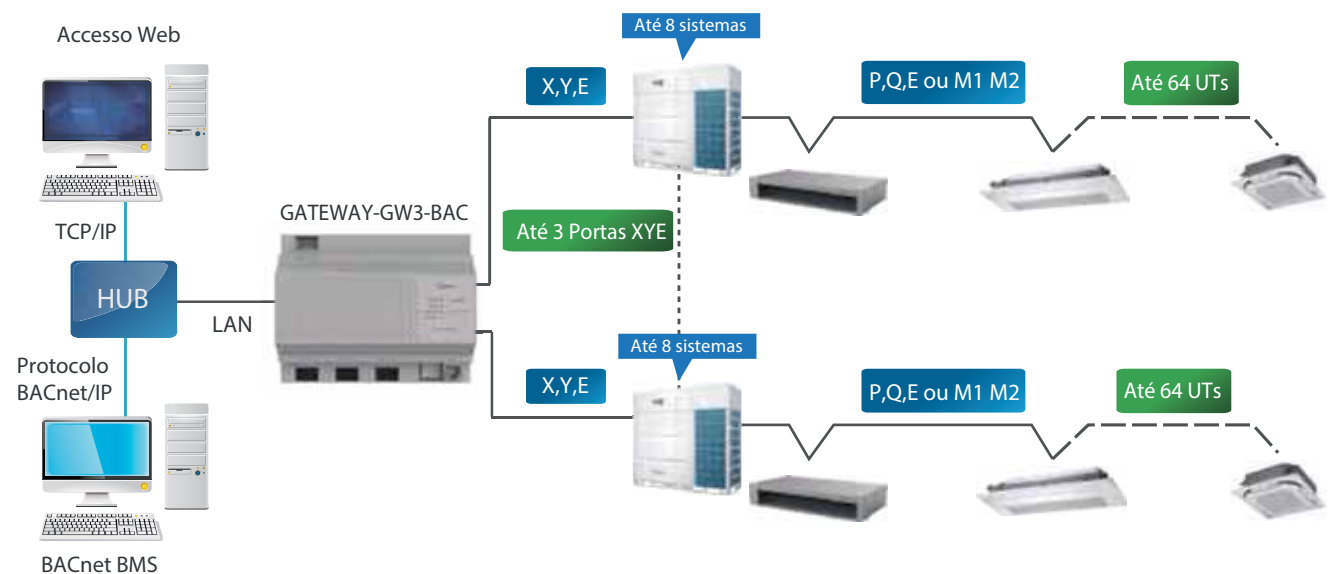 Accesso Web
Até 8 sistemas
X,Y,E
P,Q,E ou M1 M2
Até 64 UTs
TCP/IP
GATEWAY-GW3-BAC
Até 3 Portas XYE
HUB
LAN
Protocolo
BACnet/IP
Até 8 sistemas
X,Y,E
P,Q,E ou M1 M2
Até 64 UTs
BACnet BMS